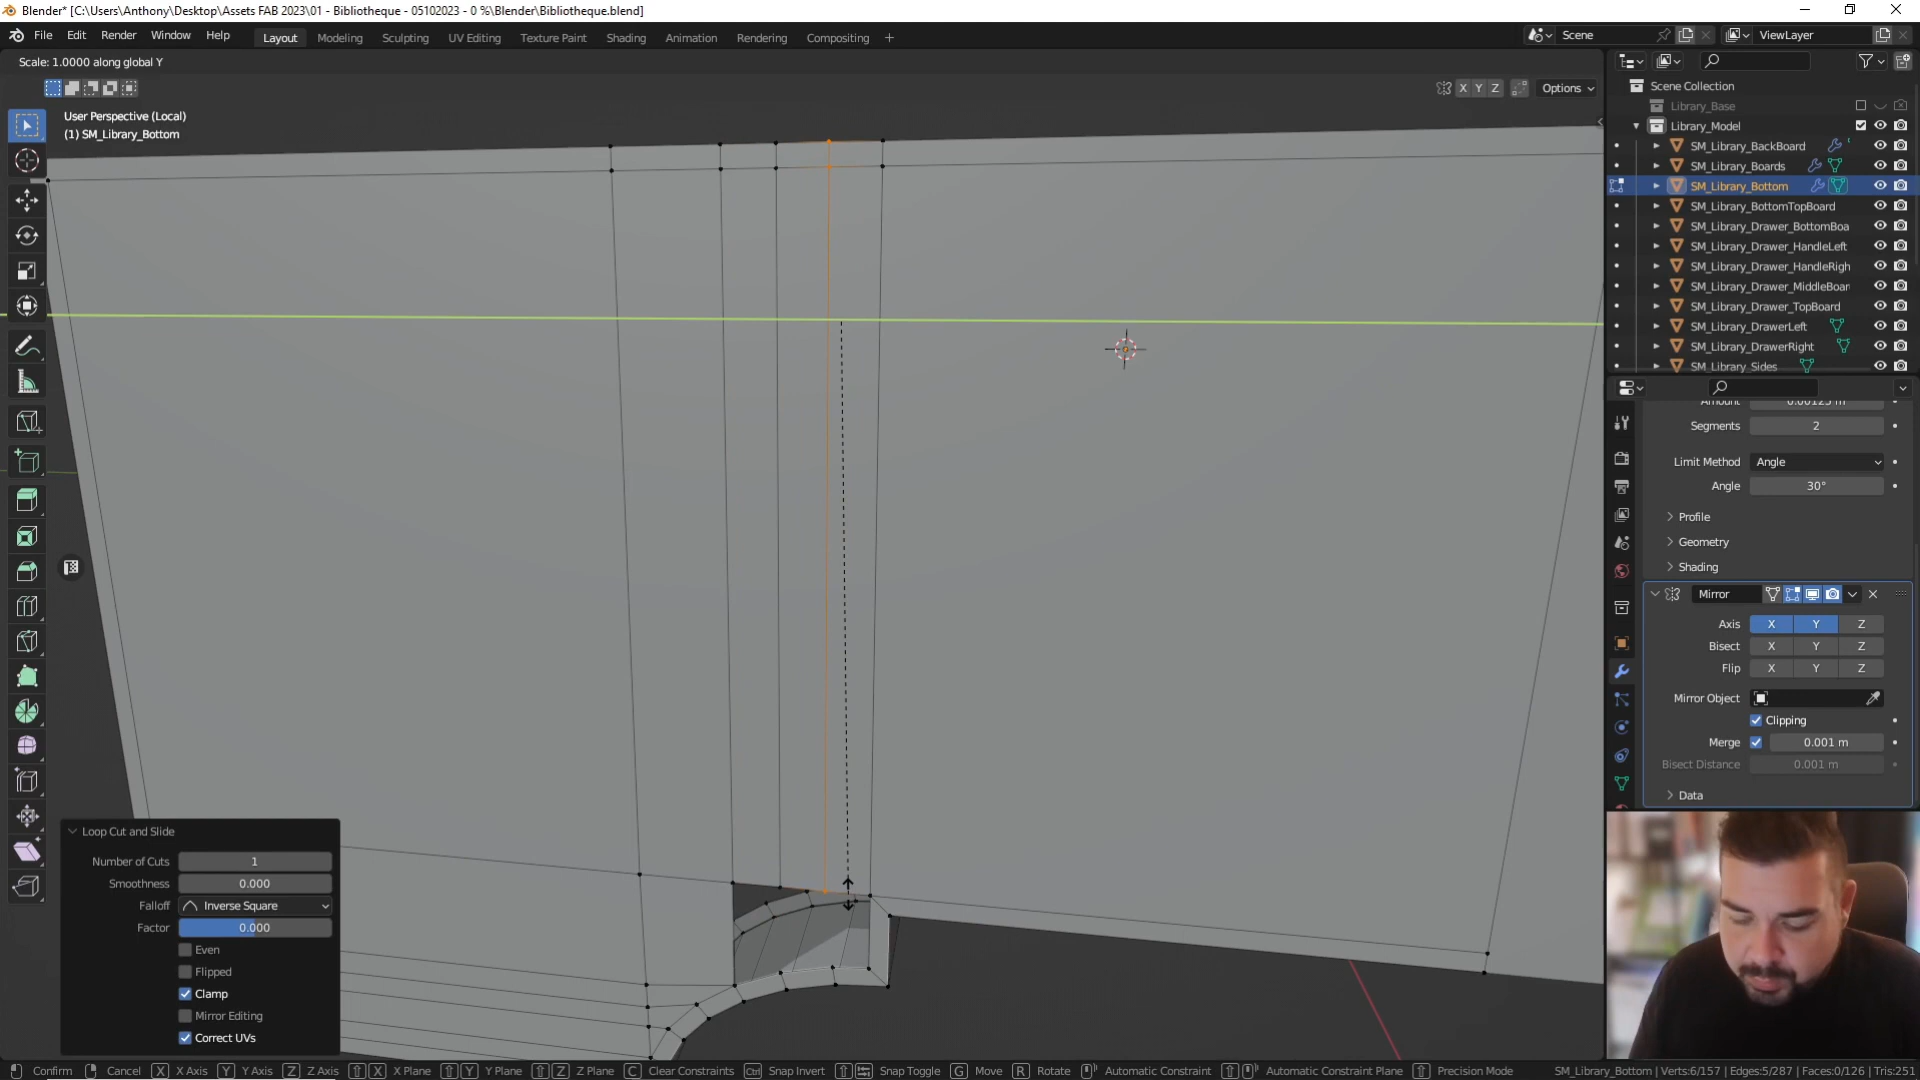 Blender* [C:\Users\Anthony\Desktop\Assets FAB 2023\01 - Bibliotheque - 05102023 - 0 %\Blender\Bibliotheque.blend]
File Edit Render Window Help Layout Modeling Sculpting UV Editing Texture Paint Shading Animation Rendering Compositing + Scene ViewLayer
Scale: 1.0000 along global Y
X Y Z Options
User Perspective (Local)
(1) SM_Library_Bottom
Scene Collection
Library_Base
Library_Model
SM_Library_BackBoard
SM_Library_Boards
SM_Library_Bottom
SM_Library_BottomTopBoard
SM_Library_Drawer_BottomBoa
SM_Library_Drawer_HandleLeft
SM_Library_Drawer_HandleRigh
SM_Library_Drawer_MiddleBoar
SM_Library_Drawer_TopBoard
SM_Library_DrawerLeft
SM_Library_DrawerRight
SM_Library_Sides
Amount 0.00125 m
Segments 2
Limit Method Angle
Angle 30°
Profile
Geometry
Shading
Mirror
Axis X Y Z
Bisect X Y Z
Flip X Y Z
Mirror Object
Clipping
Merge 0.001 m
Bisect Distance 0.001 m
Data
Loop Cut and Slide
Number of Cuts 1
Smoothness 0.000
Falloff Inverse Square
Factor 0.000
Even
Flipped
Clamp
Mirror Editing
Correct UVs
Confirm Cancel X X Axis Y Y Axis Z Z Axis X X Plane Y Y Plane Z Z Plane C Clear Constraints Ctrl Snap Invert Snap Toggle G Move R Rotate Automatic Constraint Automatic Constraint Plane Precision Mode SM_Library_Bottom | Verts:6/157 | Edges:5/287 | Faces:0/126 | Tris:251